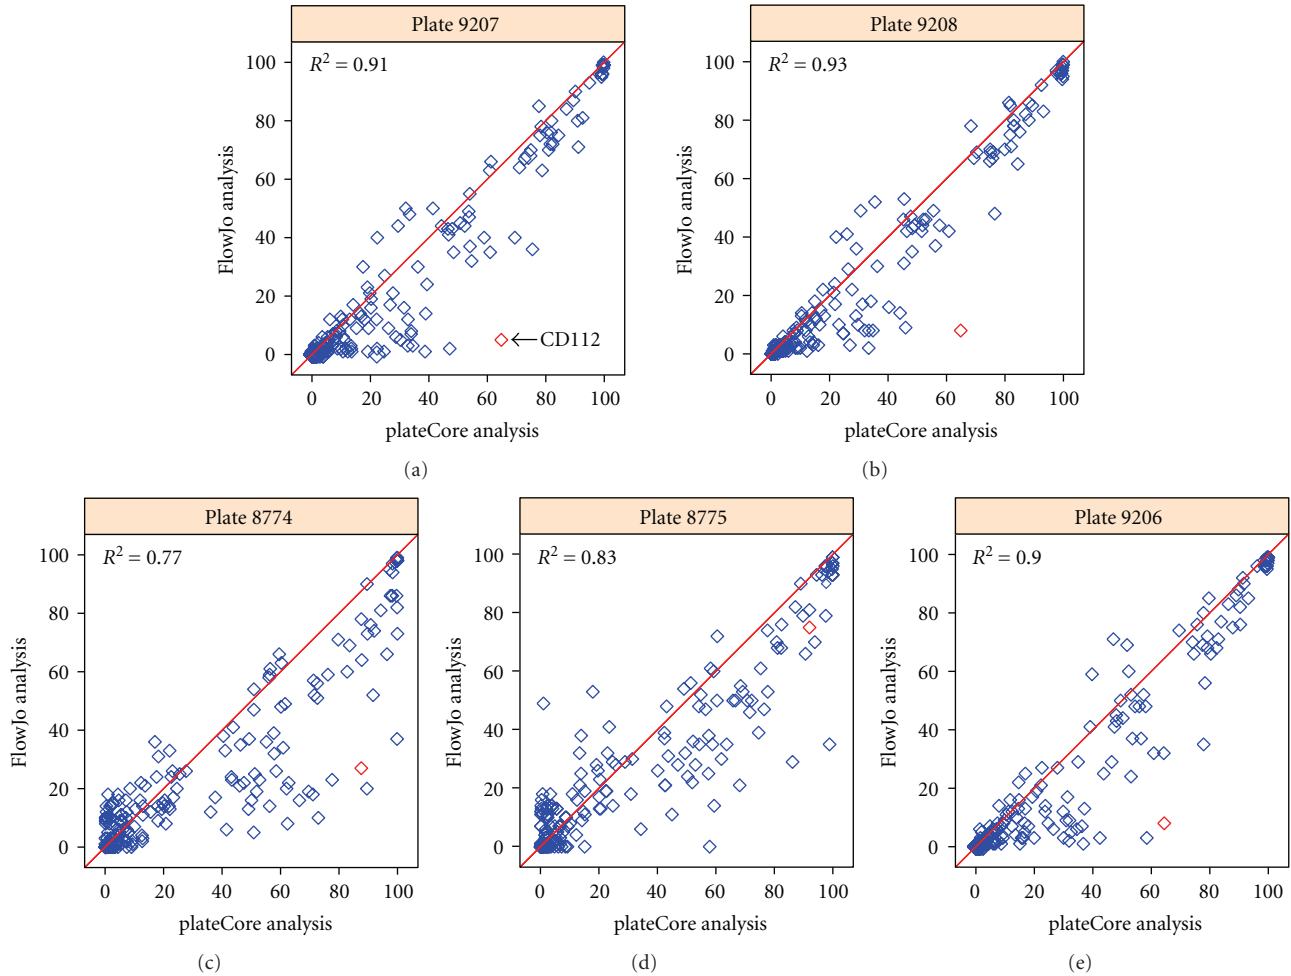 Plate 9207
R² = 0.91
FlowJo analysis
100
80
60
40
20
0
← CD112
0 20 40 60 80 100
plateCore analysis
(a)
Plate 9208
R² = 0.93
FlowJo analysis
100
80
60
40
20
0
0 20 40 60 80 100
plateCore analysis
(b)
Plate 8774
R² = 0.77
FlowJo analysis
100
80
60
40
20
0
0 20 40 60 80 100
plateCore analysis
(c)
Plate 8775
R² = 0.83
FlowJo analysis
100
80
60
40
20
0
0 20 40 60 80 100
plateCore analysis
(d)
Plate 9206
R² = 0.9
FlowJo analysis
100
80
60
40
20
0
0 20 40 60 80 100
plateCore analysis
(e)